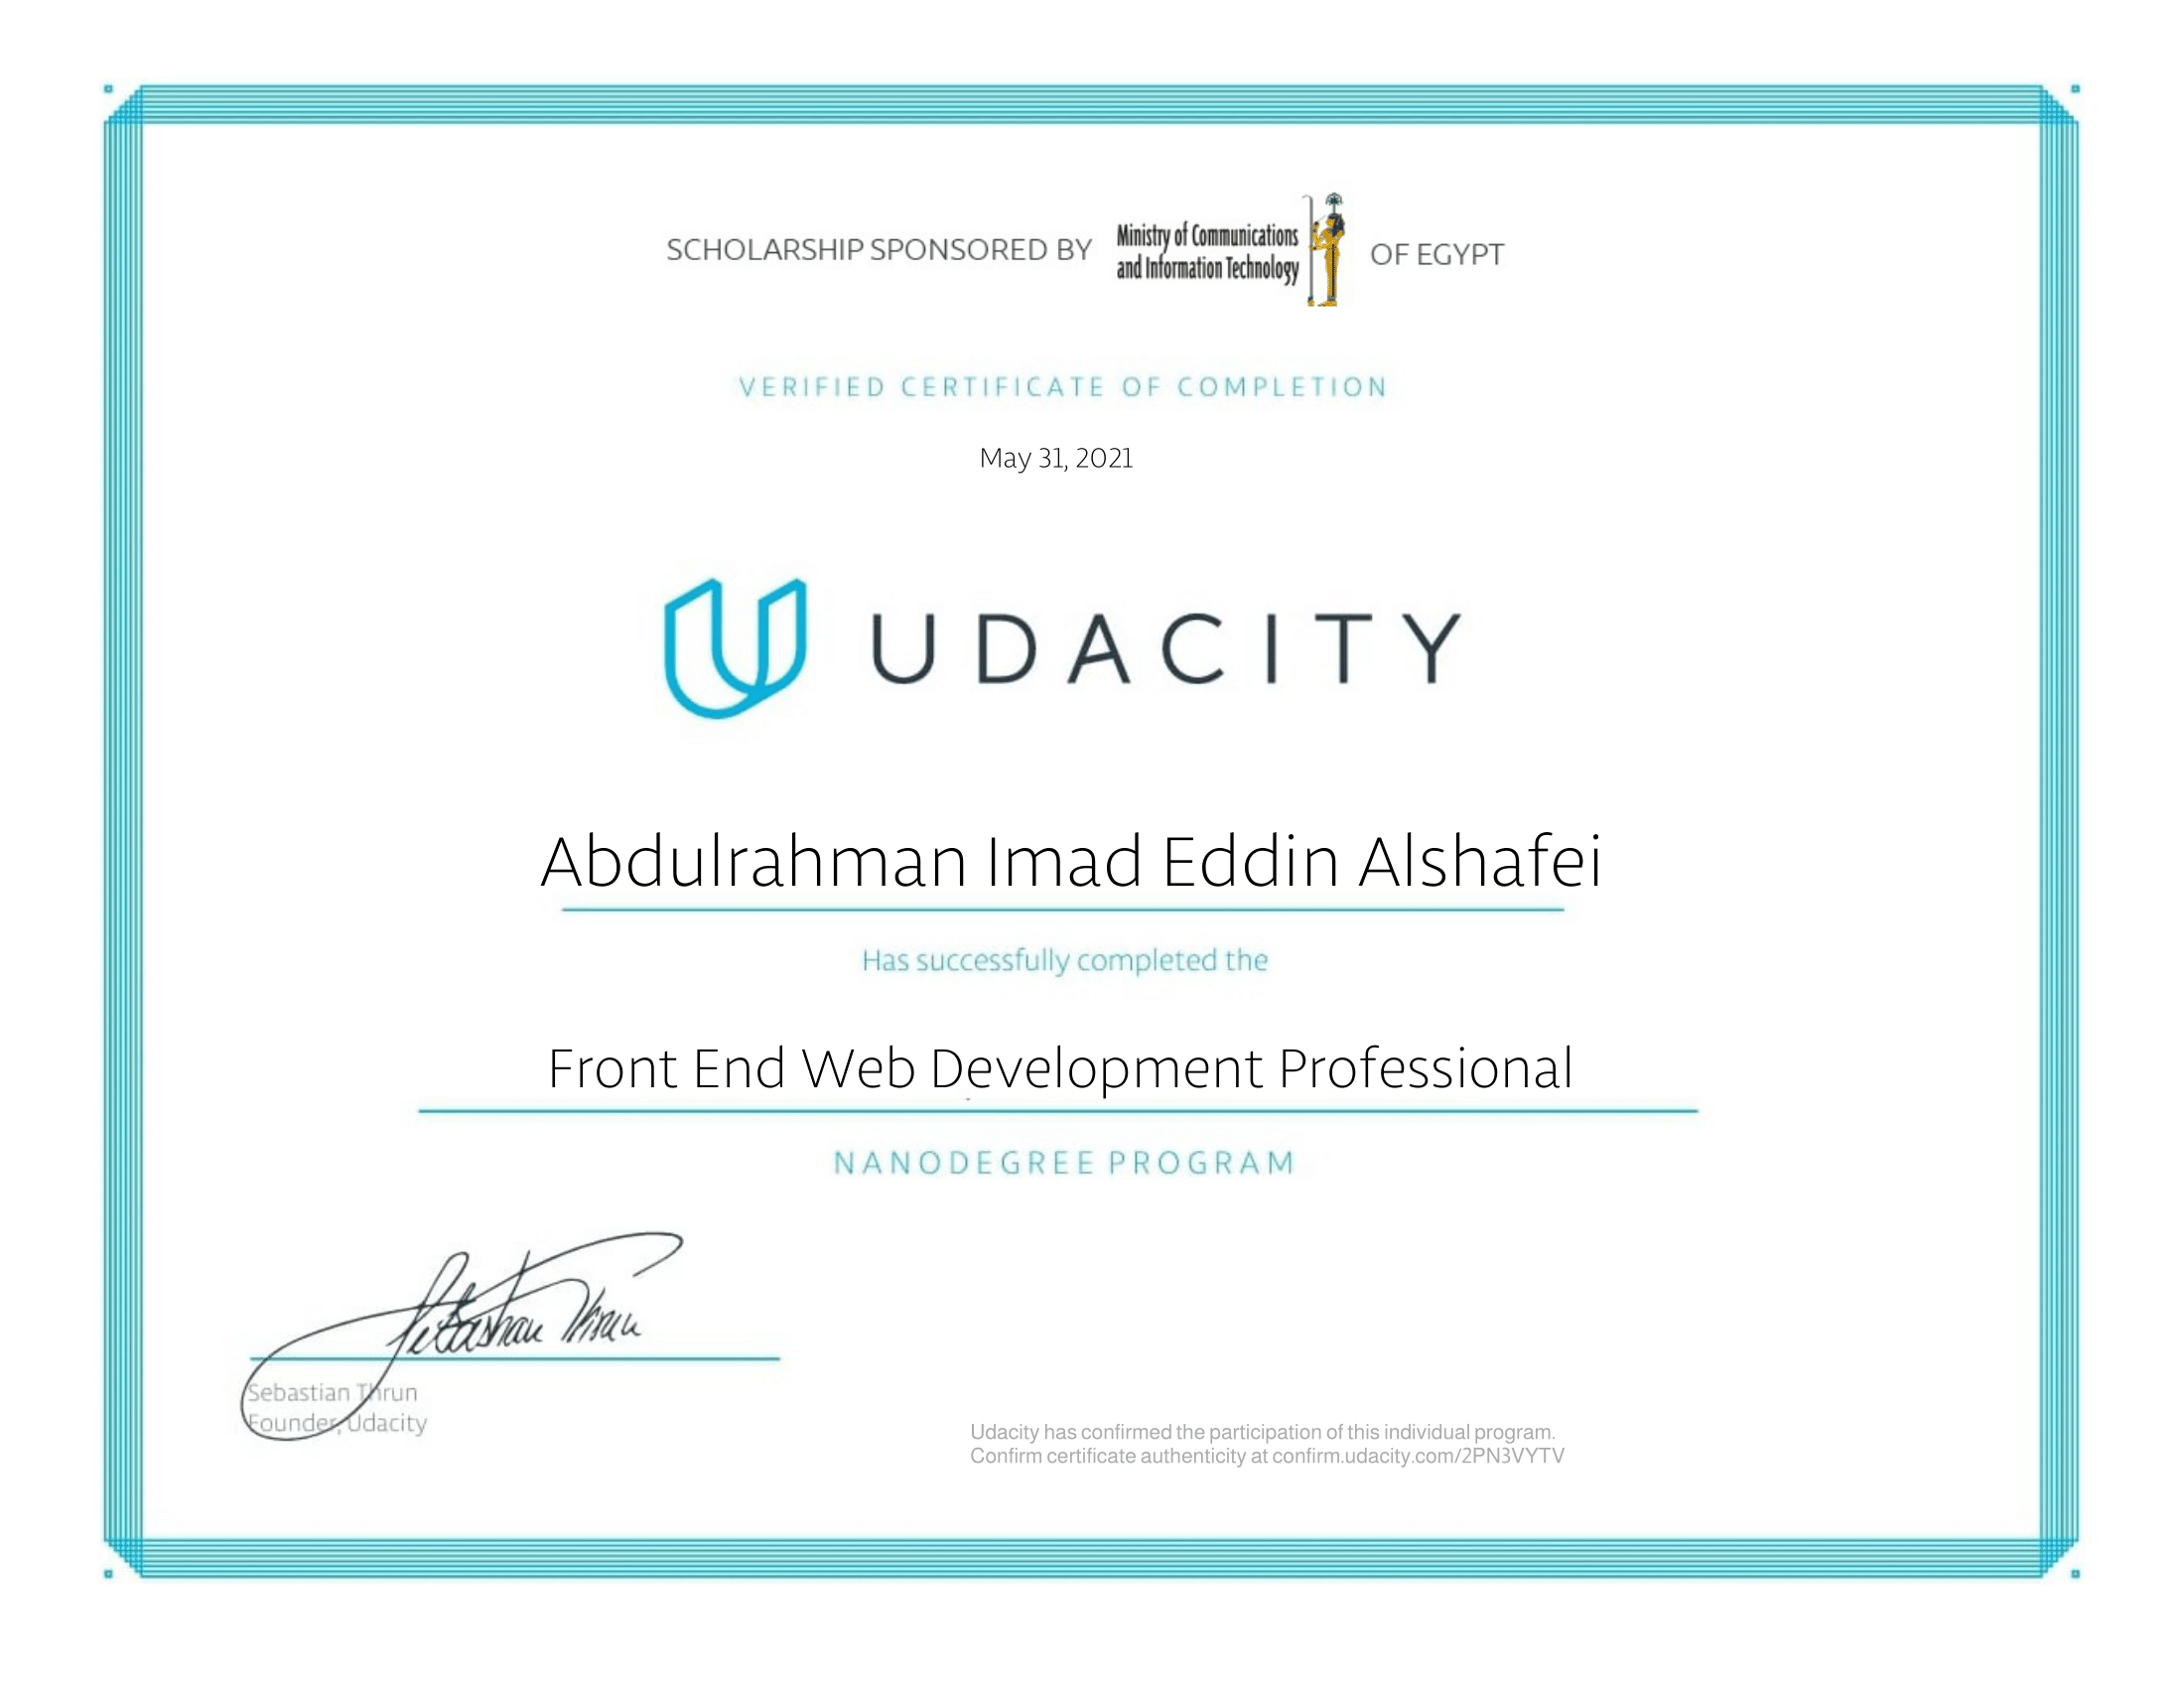 SCHOLARSHIP SPONSORED BY Ministry of Communications and Information Technology OF EGYPT
VERIFIED CERTIFICATE OF COMPLETION
May 31, 2021
UDACITY
Abdulrahman Imad Eddin Alshafei
Has successfully completed the
Front End Web Development Professional
NANODEGREE PROGRAM
Sebastian Thrun
Sebastian Thrun
Founder, Udacity
Udacity has confirmed the participation of this individual program.
Confirm certificate authenticity at confirm.udacity.com/2PN3VYTV